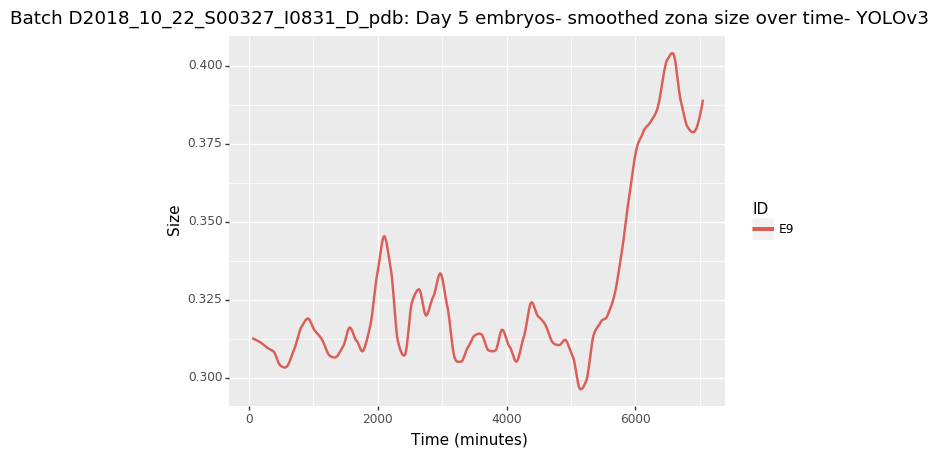 Batch D2018_10_22_S00327_I0831_D_pdb: Day 5 embryos- smoothed zona size over time- YOLOv3
0.400
0.375
0.350
0.325
0.300
Size
0
2000
4000
6000
Time (minutes)
ID
E9